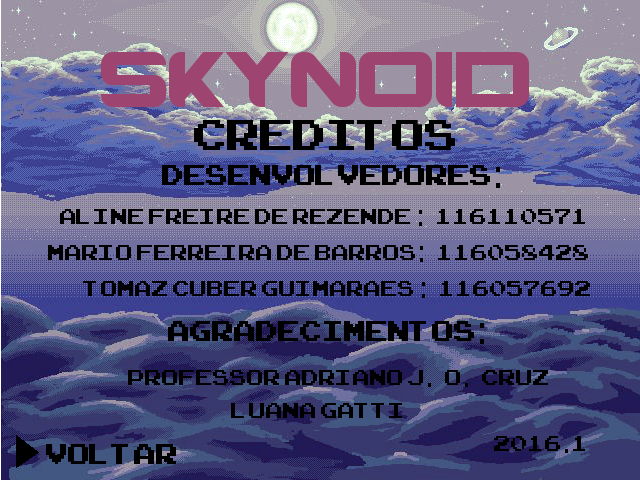 SKYNOID
CREDITOS
DESENVOLVEDORES:
ALINE FREIRE DE REZENDE : 116110571
MARIO FERREIRA DE BARROS: 116058428
TOMAZ CUBER GUIMARAES : 116057692
AGRADECIMENTOS:
PROFESSOR ADRIANO J. O. CRUZ
LUANA GATTI
VOLTAR
2016.1